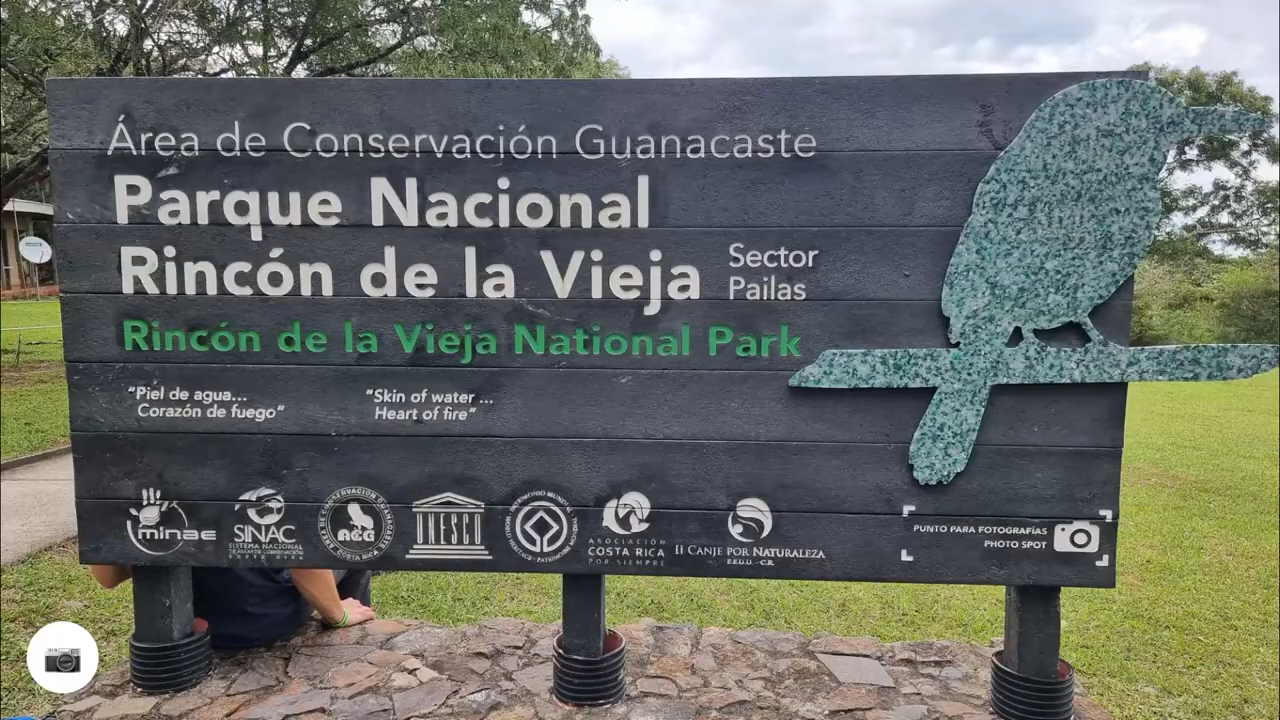 Área de Conservación Guanacaste
Parque Nacional
Rincón de la Vieja
Sector
Pailas
Rincón de la Vieja National Park
"Piel de agua...
Corazón de fuego"
"Skin of water ...
Heart of fire"
minae
SINAC
SISTEMA NACIONAL
DE ÁREAS DE CONSERVACIÓN
ÁREA DE CONSERVACIÓN GUANACASTE
ACG
COSTA RICA
UNESCO
PATRIMONIO MUNDIAL
WORLD HERITAGE
PATRIMOINE MONDIAL
ASOCIACIÓN
COSTA RICA
POR SIEMPRE
II CANJE POR NATURALEZA
E.E.U.U. - C.R.
PUNTO PARA FOTOGRAFÍAS
PHOTO SPOT